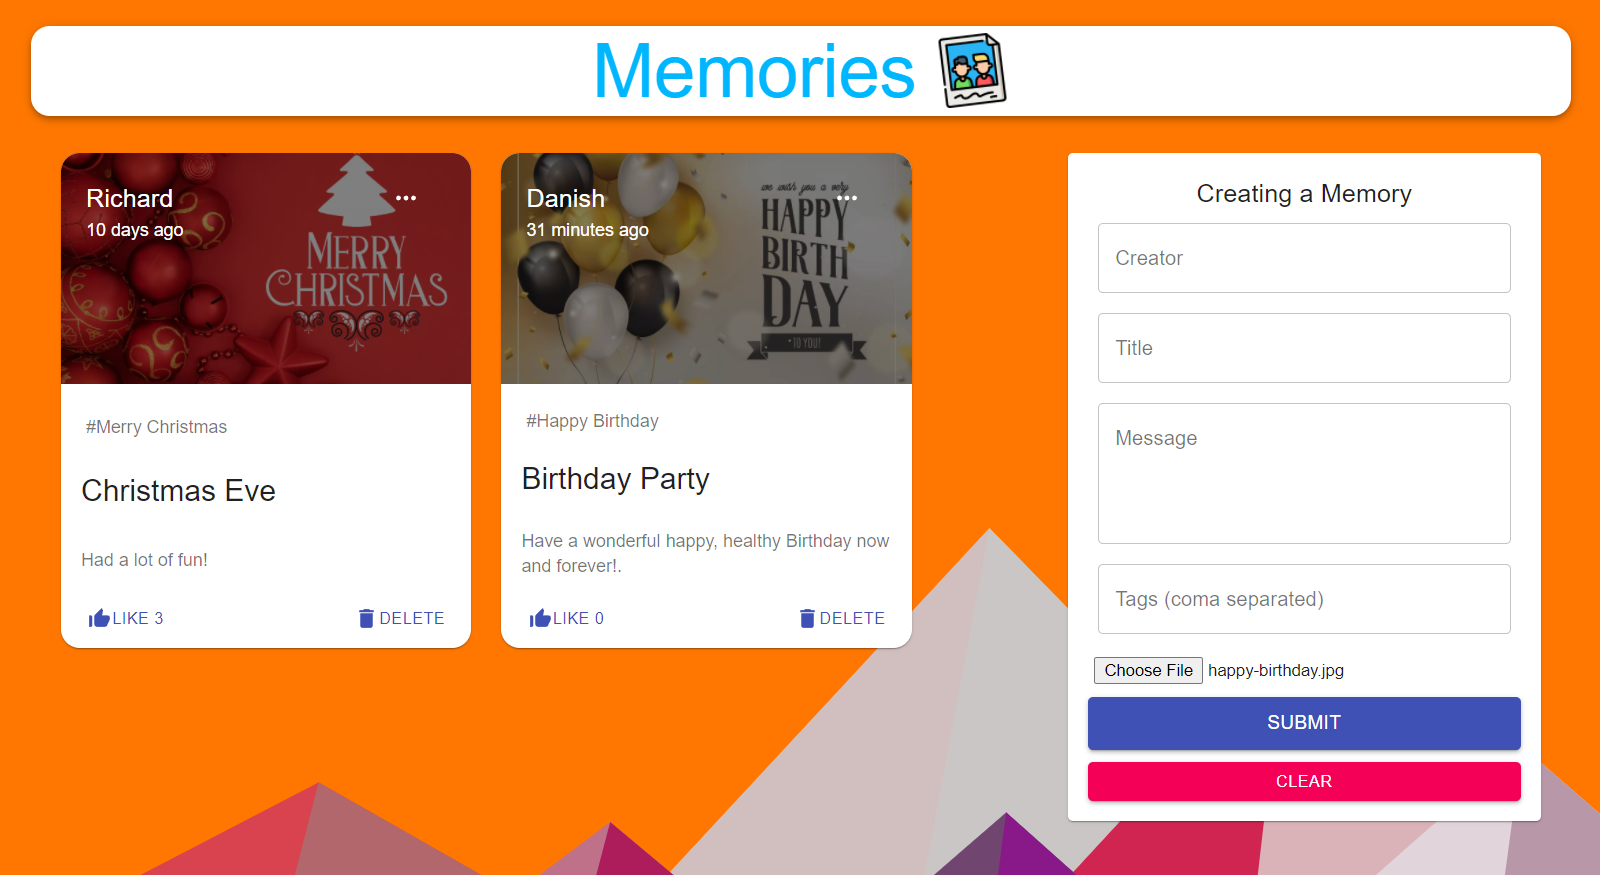 Memories
Richard
10 days ago
MERRY
CHRISTMAS
#Merry Christmas
Christmas Eve
Had a lot of fun!
LIKE 3
DELETE
Danish
31 minutes ago
we wish you a very
HAPPY
BIRTH
DAY
TO YOU!
#Happy Birthday
Birthday Party
Have a wonderful happy, healthy Birthday now
and forever!.
LIKE 0
DELETE
Creating a Memory
Creator
Title
Message
Tags (coma separated)
Choose File happy-birthday.jpg
SUBMIT
CLEAR